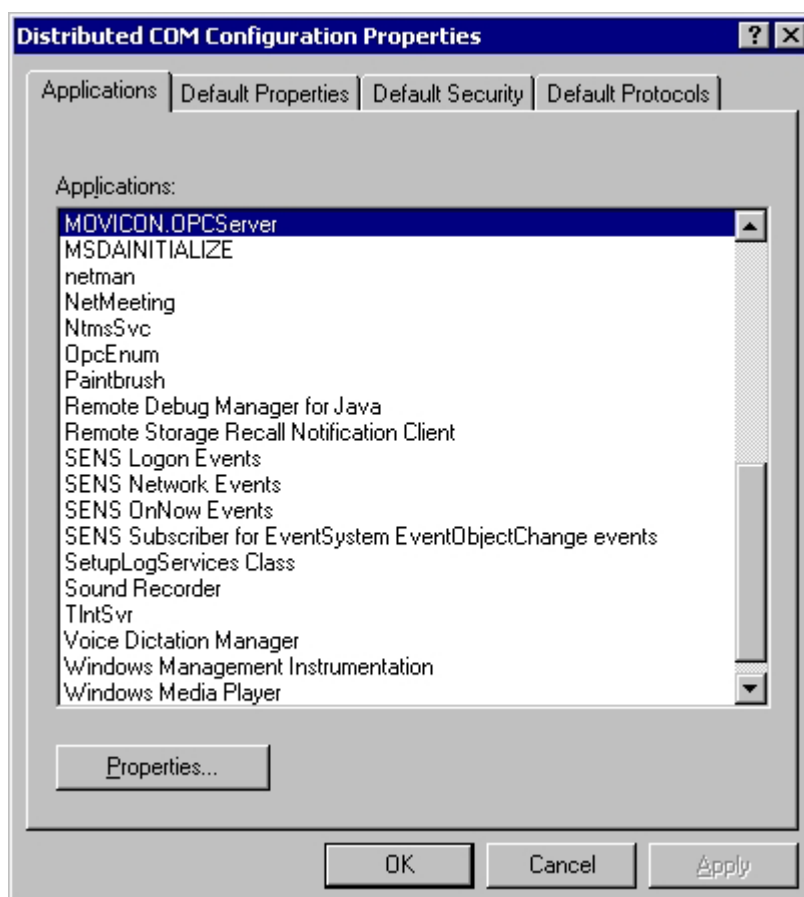 Distributed COM Configuration Properties
Applications Default Properties Default Security Default Protocols
Applications:
MOVICON.OPCServer
MSDAINITIALIZE
netman
NetMeeting
NtmsSvc
OpcEnum
Paintbrush
Remote Debug Manager for Java
Remote Storage Recall Notification Client
SENS Logon Events
SENS Network Events
SENS OnNow Events
SENS Subscriber for EventSystem EventObjectChange events
SetupLogServices Class
Sound Recorder
TlntSvr
Voice Dictation Manager
Windows Management Instrumentation
Windows Media Player
Properties...
OK Cancel Apply